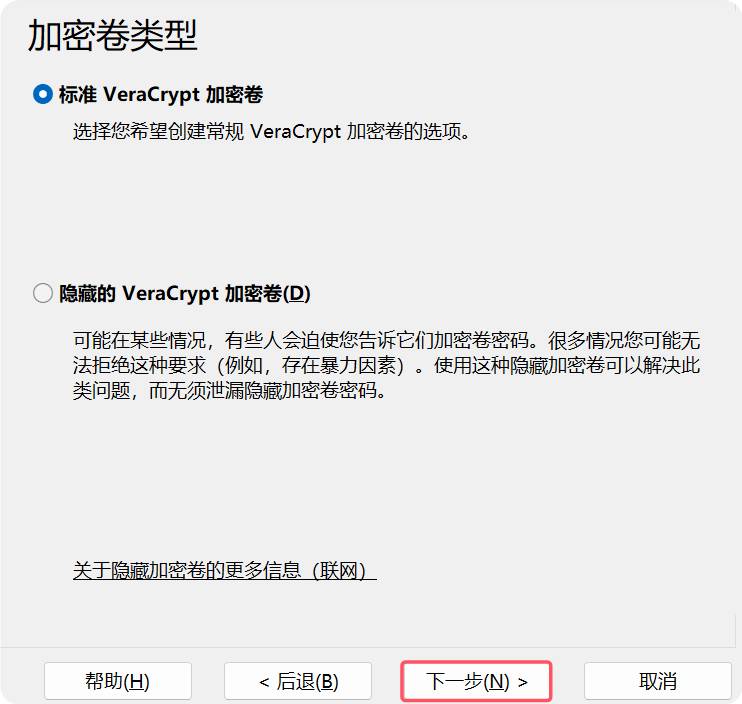 加密卷类型
标准 VeraCrypt 加密卷
选择您希望创建常规 VeraCrypt 加密卷的选项。
隐藏的 VeraCrypt 加密卷(D)
可能在某些情况，有些人会迫使您告诉它们加密卷密码。很多情况您可能无
法拒绝这种要求（例如，存在暴力因素）。使用这种隐藏加密卷可以解决此
类问题，而无须泄漏隐藏加密卷密码。
关于隐藏加密卷的更多信息（联网）
帮助(H) < 后退(B) 下一步(N) > 取消